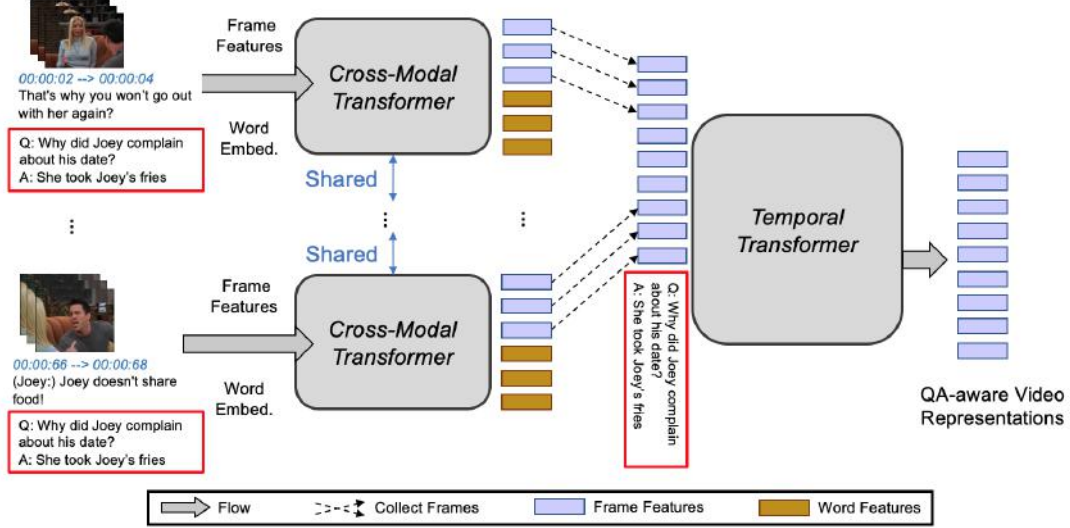 Frame
Features
Cross-Modal
Transformer
Word
Embed.
00:00:02 --> 00:00:04
That's why you won't go out
with her again?
Q: Why did Joey complain
about his date?
A: She took Joey's fries
Shared
...
...
...
Shared
Frame
Features
Cross-Modal
Transformer
Word
Embed.
00:00:66 --> 00:00:68
(Joey:) Joey doesn't share
food!
Q: Why did Joey complain
about his date?
A: She took Joey's fries
Q: Why did Joey complain
about his date?
A: She took Joey's fries
Temporal
Transformer
QA-aware Video
Representations
Flow
Collect Frames
Frame Features
Word Features